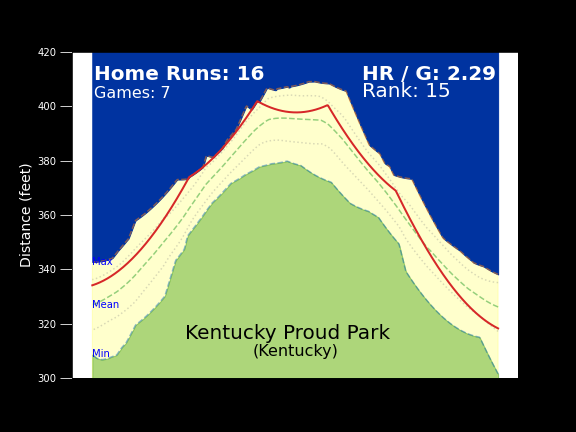 Home Runs: 16
Games: 7
HR / G: 2.29
Rank: 15
420
400
380
360
340
320
300
Distance (feet)
Max
Mean
Min
Kentucky Proud Park
(Kentucky)